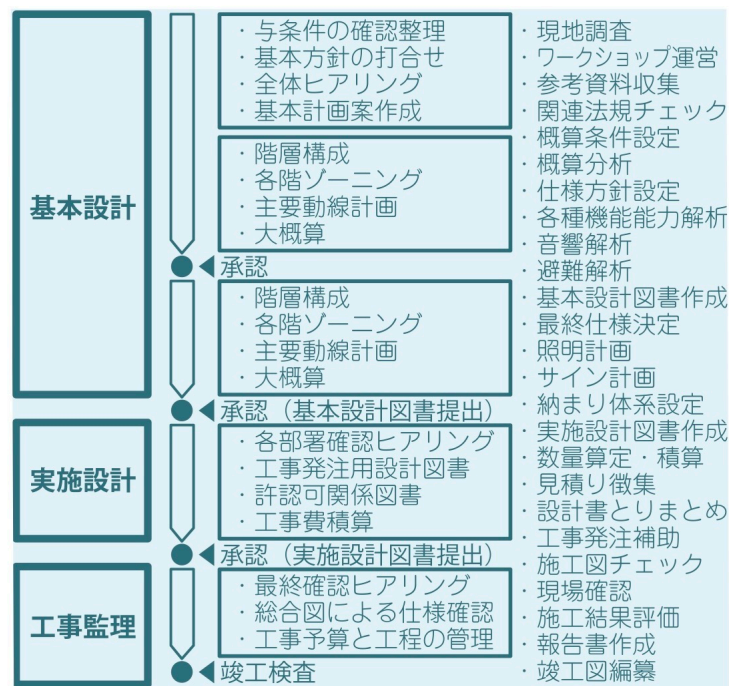 基本設計
・与条件の確認整理
・基本方針の打合せ
・全体ヒアリング
・基本計画案作成
・階層構成
・各階ゾーニング
・主要動線計画
・大概算
承認
・階層構成
・各階ゾーニング
・主要動線計画
・大概算
承認（基本設計図書提出）
実施設計
・各部署確認ヒアリング
・工事発注用設計図書
・許認可関係図書
・工事費積算
承認（実施設計図書提出）
工事監理
・最終確認ヒアリング
・総合図による仕様確認
・工事予算と工程の管理
竣工検査
・現地調査
・ワークショップ運営
・参考資料収集
・関連法規チェック
・概算条件設定
・概算分析
・仕様方針設定
・各種機能能力解析
・音響解析
・避難解析
・基本設計図書作成
・最終仕様決定
・照明計画
・サイン計画
・納まり体系設定
・実施設計図書作成
・数量算定・積算
・見積り徴集
・設計書とりまとめ
・工事発注補助
・施工図チェック
・現場確認
・施工結果評価
・報告書作成
・竣工図編纂